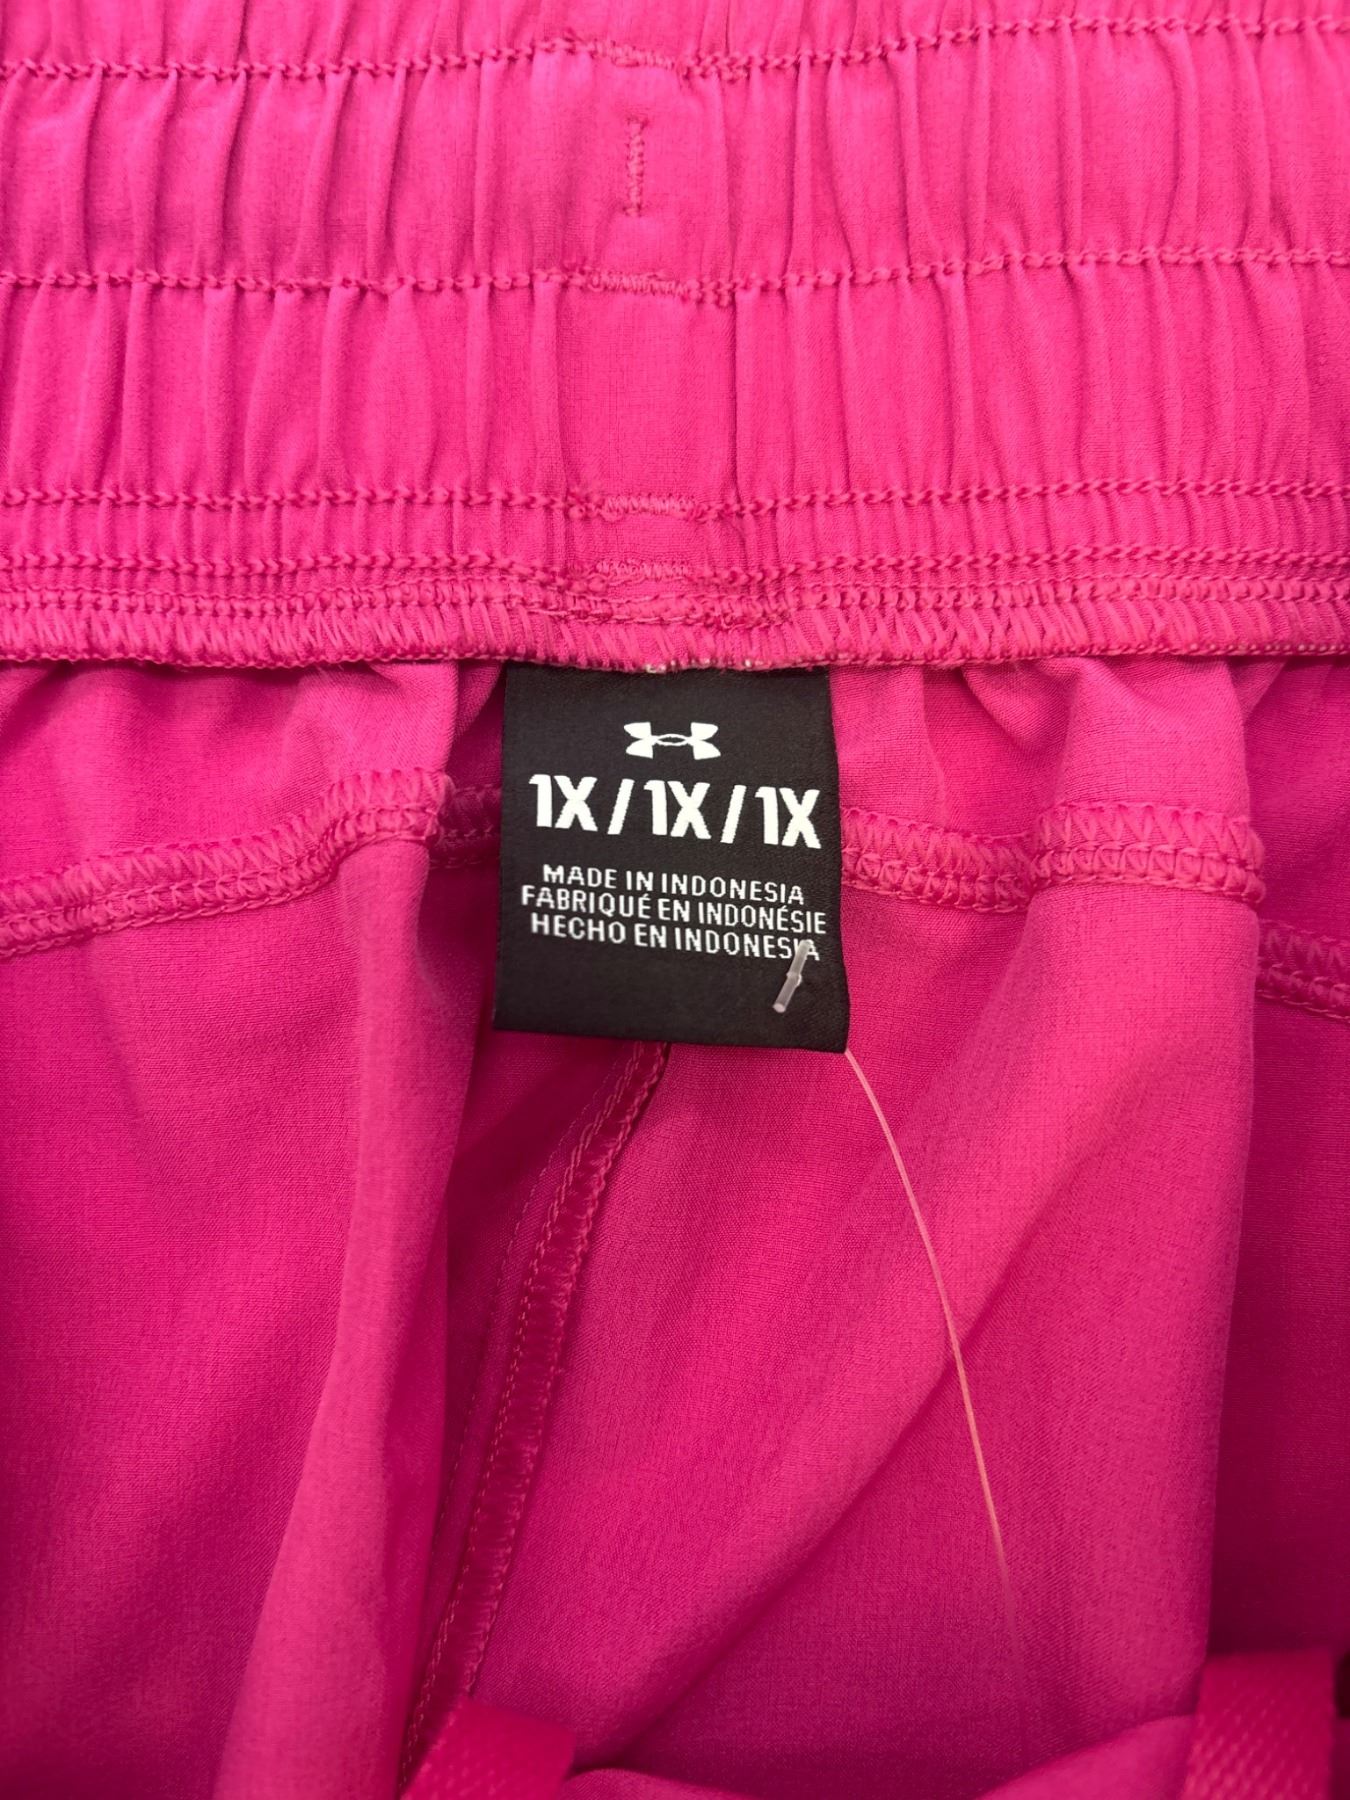 1X/1X/1X
MADE IN INDONESIA
FABRIQUÉ EN INDONÉSIE
HECHO EN INDONESIA